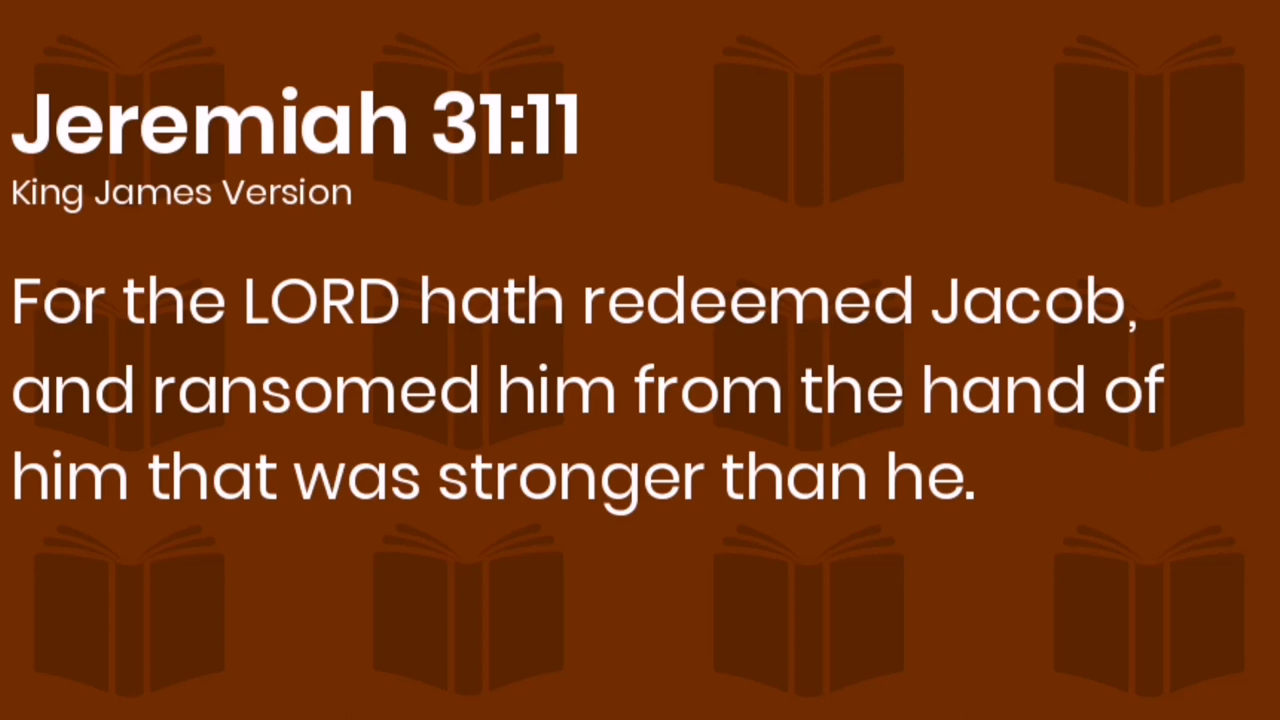 Jeremiah 31:11
King James Version
For the LORD hath redeemed Jacob,
and ransomed him from the hand of
him that was stronger than he.